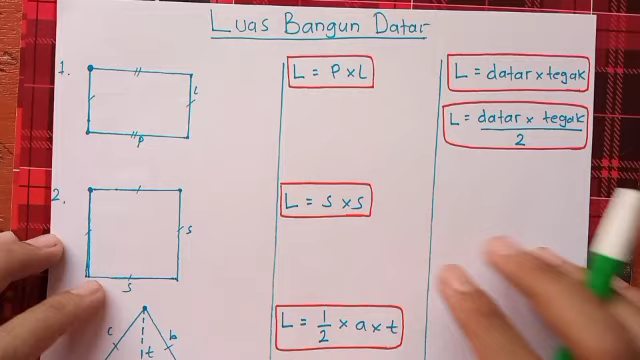 Luas Bangun Datar
1.
L
P
L = P x L
L = datar x tegak
L = datar x tegak
2
2.
s
s
L = s x s
c
t
b
L = 1/2 x a x t